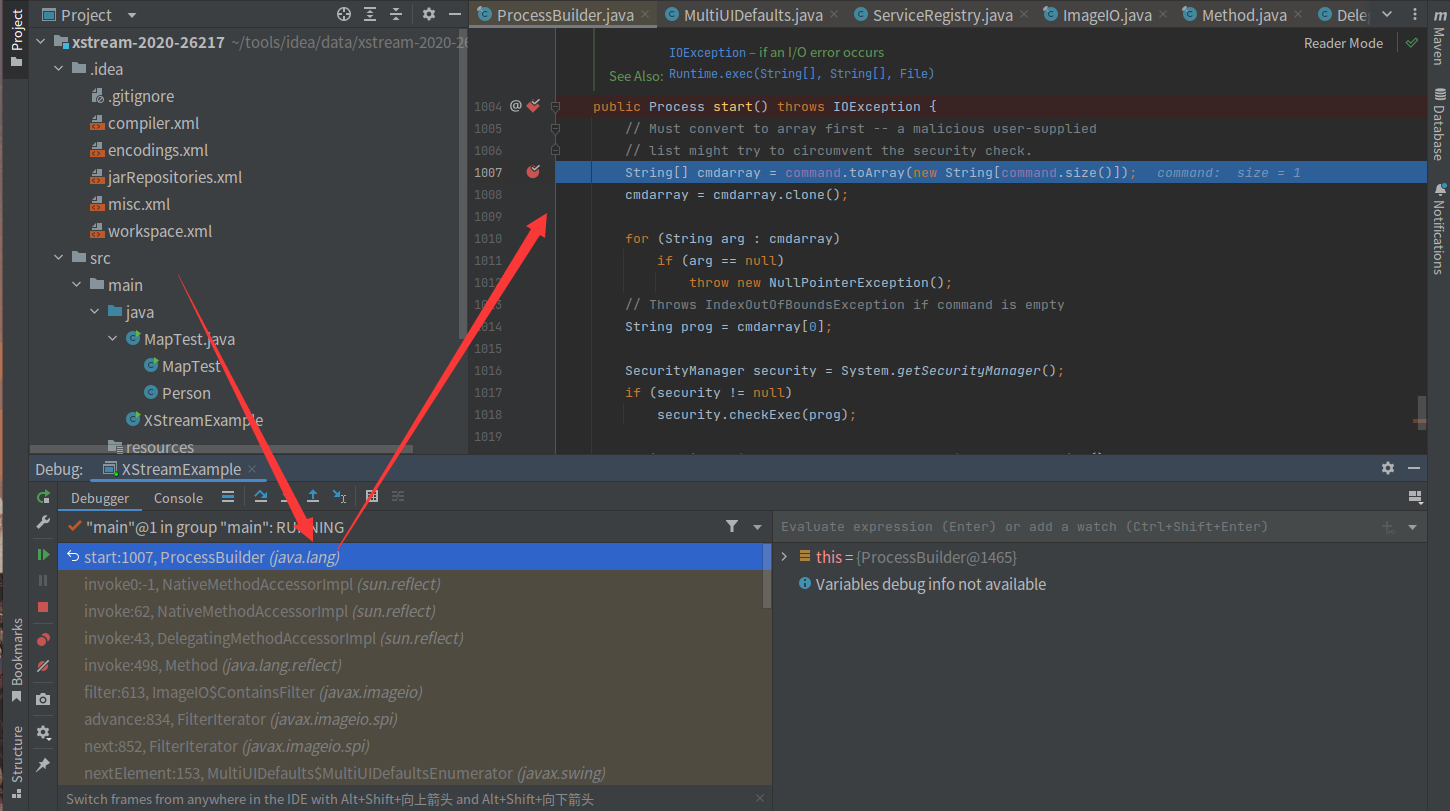 Project
Project
xstream-2020-26217 ~/tools/idea/data/xstream-2020-26
.idea
.gitignore
compiler.xml
encodings.xml
jarRepositories.xml
misc.xml
workspace.xml
src
main
java
MapTest.java
MapTest
Person
XStreamExample
resources
ProcessBuilder.java
MultiUIDefaults.java
ServiceRegistry.java
ImageIO.java
Method.java
Dele
Reader Mode
IOException – if an I/O error occurs
See Also: Runtime.exec(String[], String[], File)
1004 @ public Process start() throws IOException {
1005 // Must convert to array first -- a malicious user-supplied
1006 // list might try to circumvent the security check.
1007 String[] cmdarray = command.toArray(new String[command.size()]); command: size = 1
1008 cmdarray = cmdarray.clone();
1009
1010 for (String arg : cmdarray)
1011 if (arg == null)
1012 throw new NullPointerException();
1013 // Throws IndexOutOfBoundsException if command is empty
1014 String prog = cmdarray[0];
1015
1016 SecurityManager security = System.getSecurityManager();
1017 if (security != null)
1018 security.checkExec(prog);
1019
m
Maven
Database
Notifications
Debug: XStreamExample
Debugger Console
"main"@1 in group "main": RUNNING
start:1007, ProcessBuilder (java.lang)
invoke0:-1, NativeMethodAccessorImpl (sun.reflect)
invoke:62, NativeMethodAccessorImpl (sun.reflect)
invoke:43, DelegatingMethodAccessorImpl (sun.reflect)
invoke:498, Method (java.lang.reflect)
filter:613, ImageIO$ContainsFilter (javax.imageio)
advance:834, FilterIterator (javax.imageio.spi)
next:852, FilterIterator (javax.imageio.spi)
nextElement:153, MultiUIDefaults$MultiUIDefaultsEnumerator (javax.swing)
Switch frames from anywhere in the IDE with Alt+Shift+向上箭头 and Alt+Shift+向下箭头
Evaluate expression (Enter) or add a watch (Ctrl+Shift+Enter)
this = {ProcessBuilder@1465}
Variables debug info not available
Bookmarks
Structure